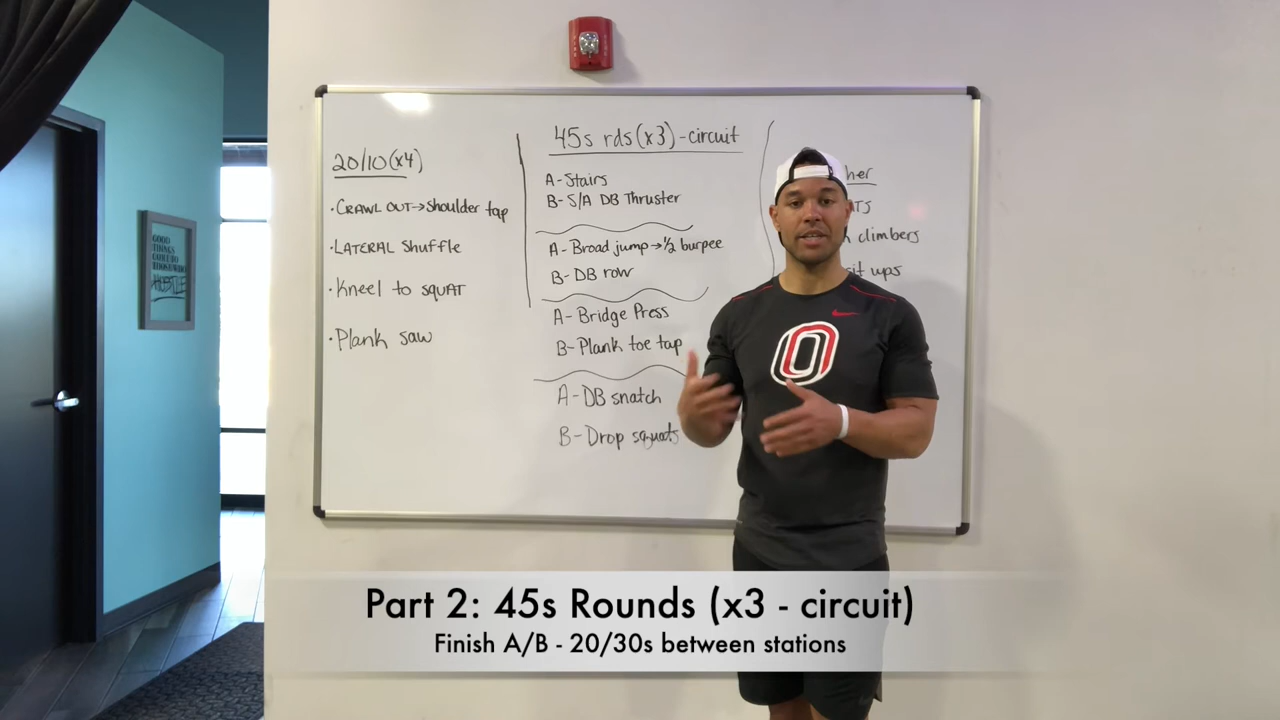 20/10 (x4)
• CRAWL OUT → shoulder tap
• LATERAL Shuffle
• Kneel to SQUAT
• Plank saw
45s rds (x3) - circuit
A - Stairs
B - S/A DB Thruster
A - Broad jump → 1/2 burpee
B - DB row
A - Bridge Press
B - Plank toe tap
A - DB snatch
B - Drop squats
her
TS
climbers
sit ups
GOOD
THINGS
COME TO
THOSE WHO
HUSTLE
O
Part 2: 45s Rounds (x3 - circuit)
Finish A/B - 20/30s between stations